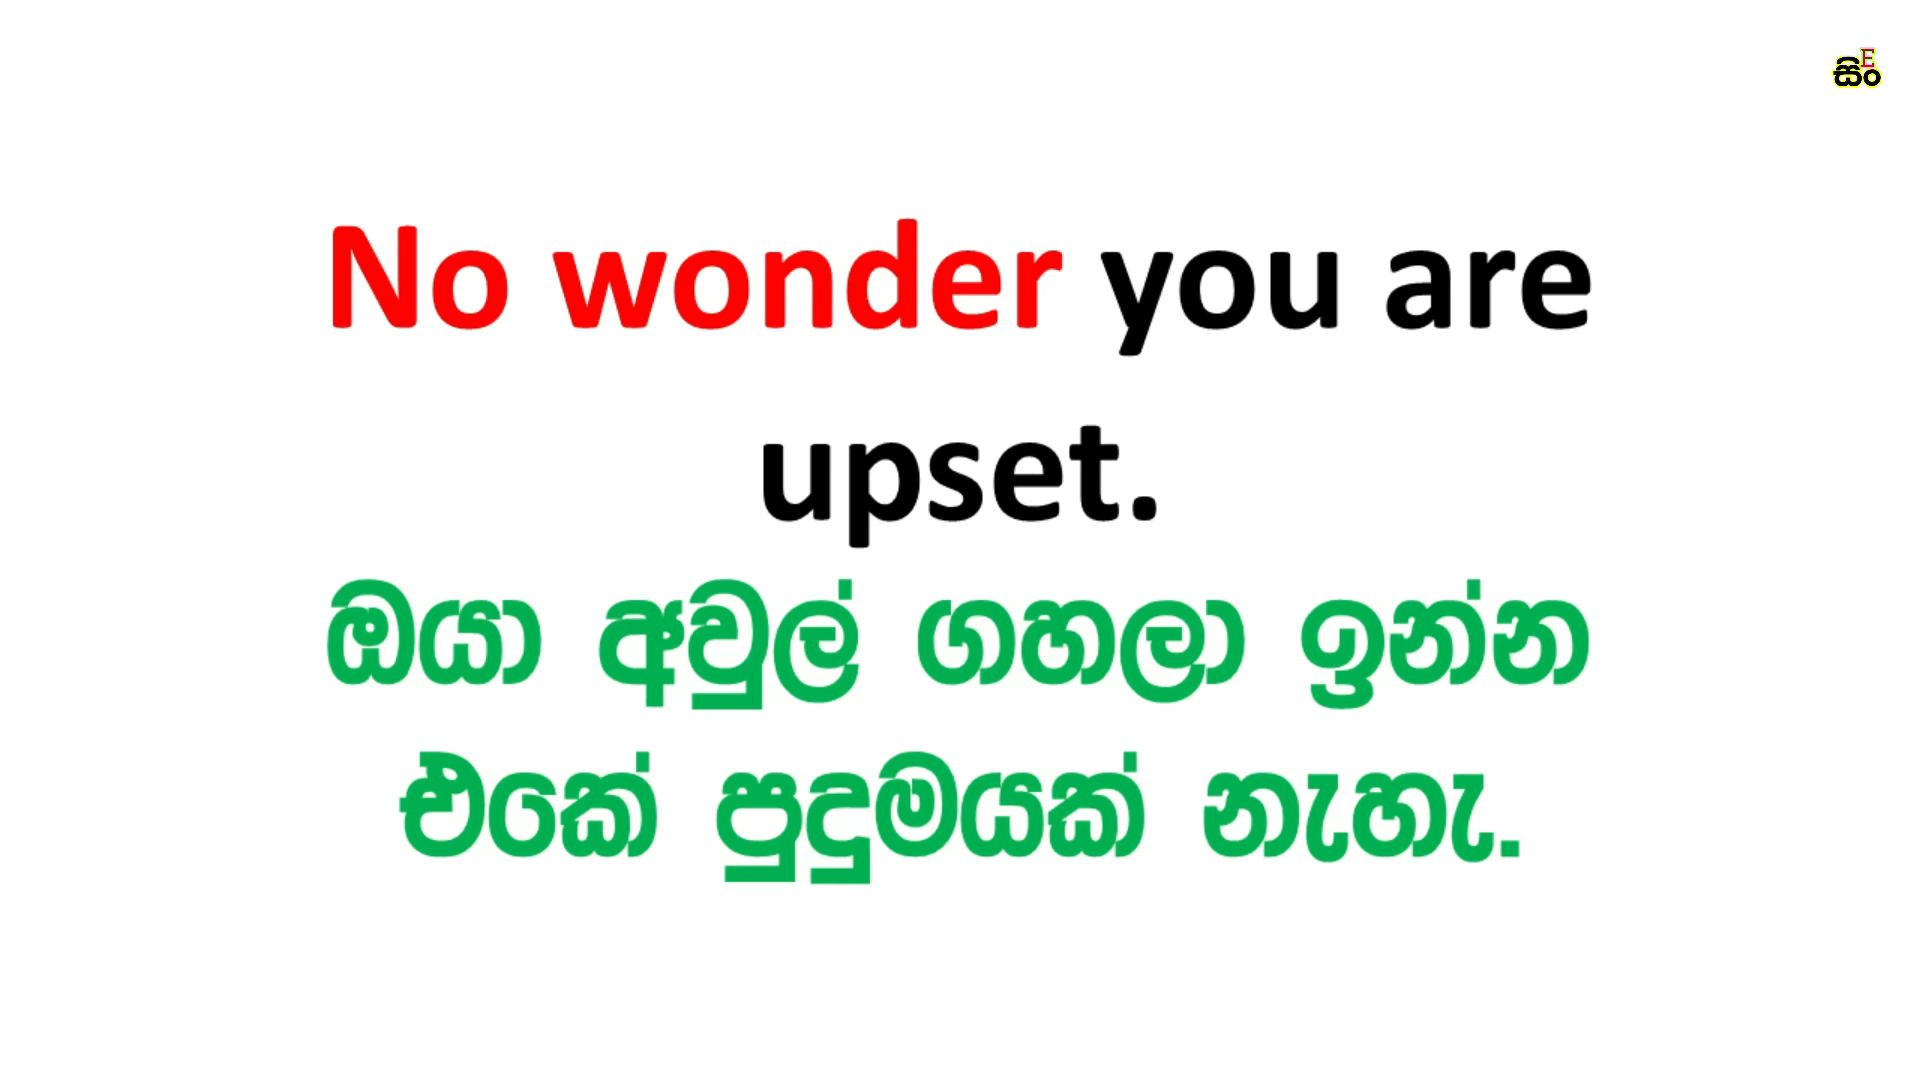 E
සිං
No wonder you are
upset.
ඔයා අවුල් ගහලා ඉන්න
එකේ පුදුමයක් නැහැ.